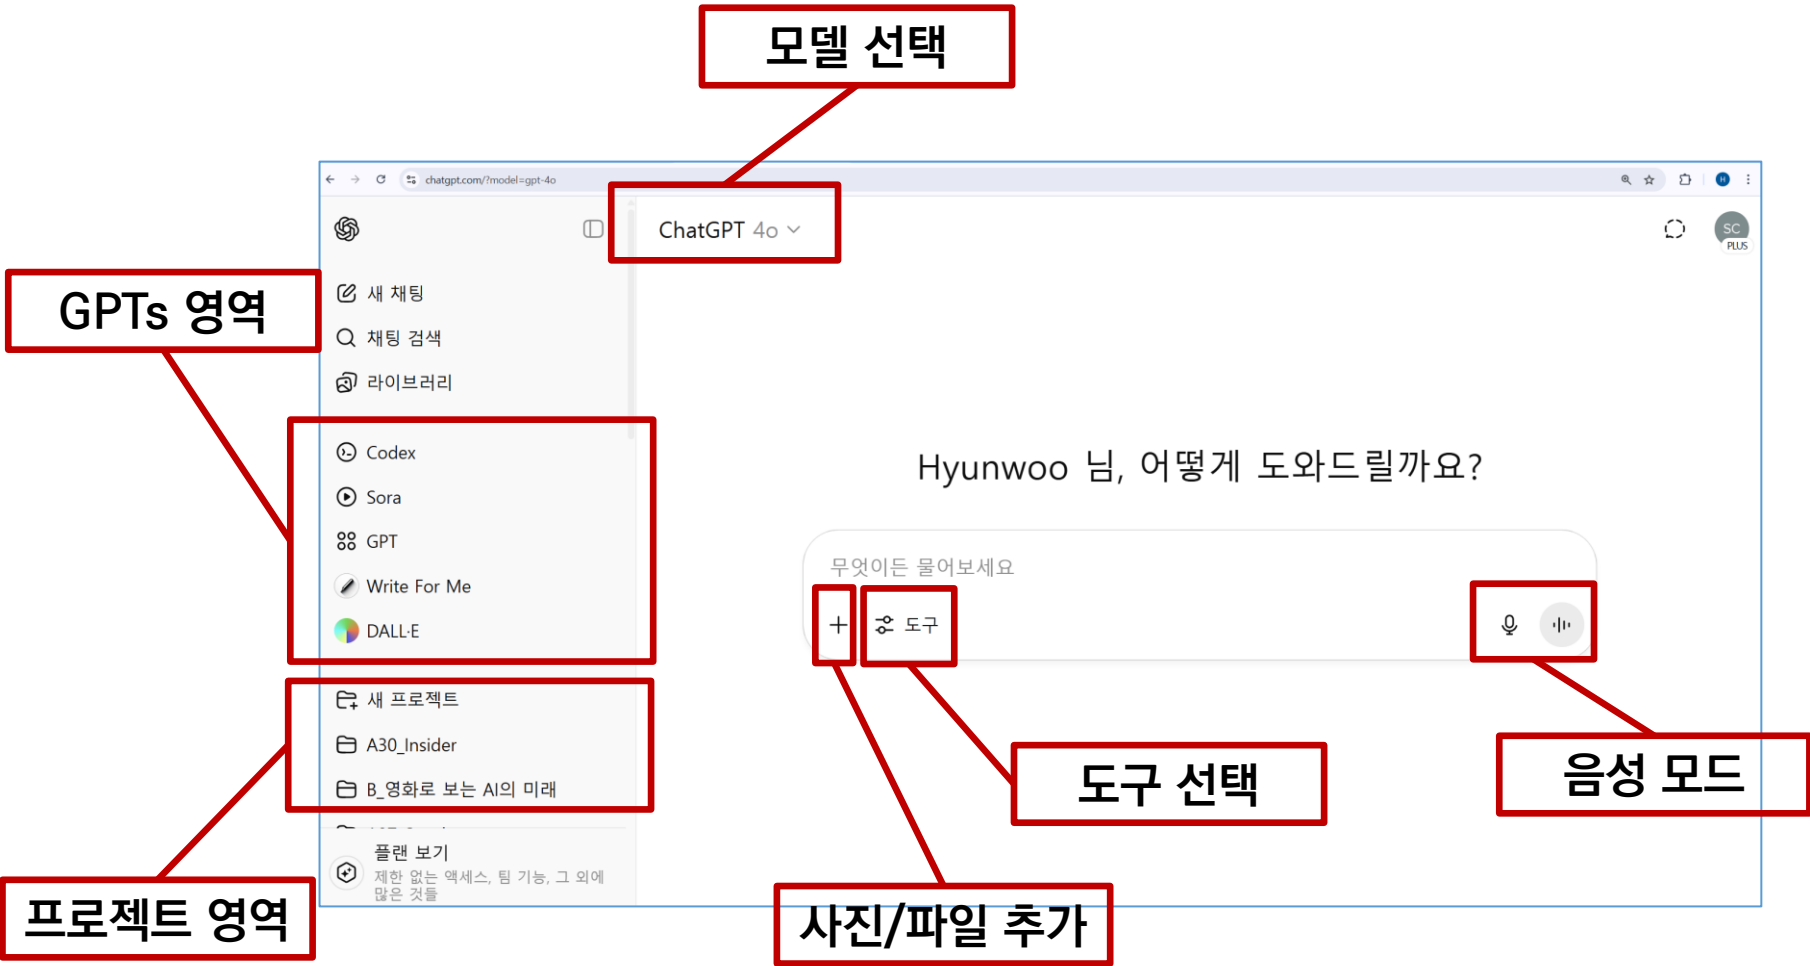 모델 선택
chatgpt.com/?model=gpt-4o
H
ChatGPT 4o
SC
PLUS
GPTs 영역
새 채팅
채팅 검색
라이브러리
Codex
Sora
GPT
Write For Me
DALL·E
새 프로젝트
A30_Insider
B_영화로 보는 AI의 미래
플랜 보기
제한 없는 액세스, 팀 기능, 그 외에
많은 것들
Hyunwoo 님, 어떻게 도와드릴까요?
무엇이든 물어보세요
도구
도구 선택
음성 모드
프로젝트 영역
사진/파일 추가